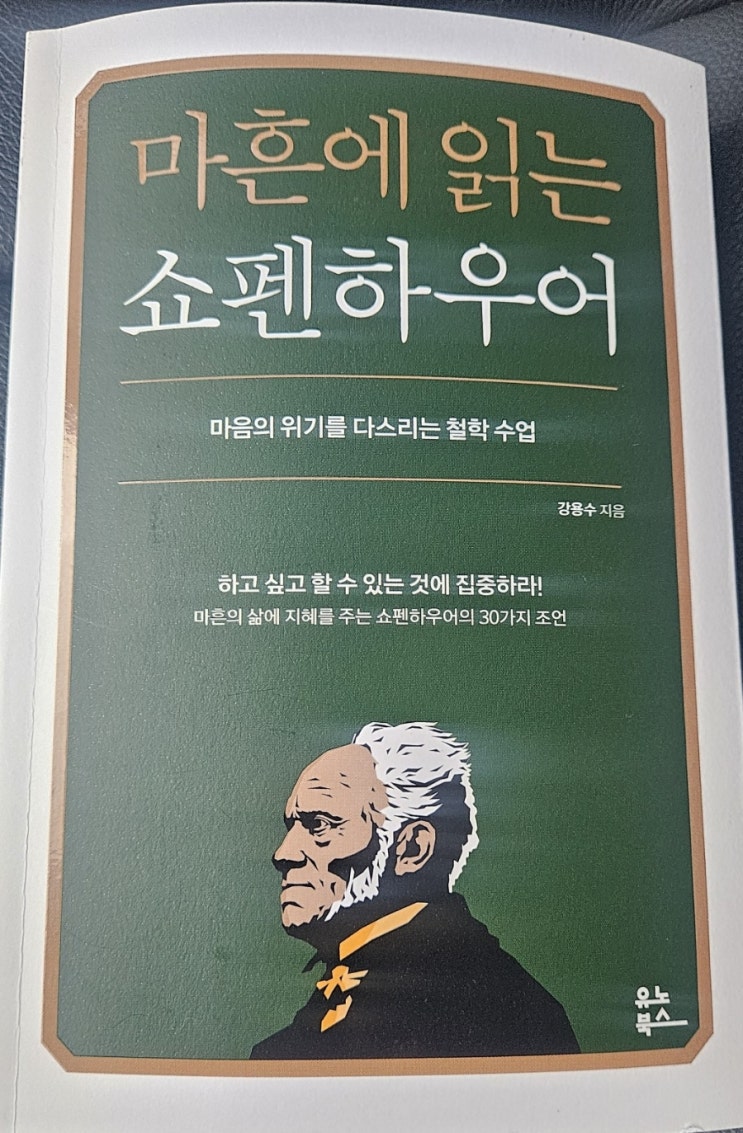 마흔에 읽는
쇼펜하우어
마음의 위기를 다스리는 철학 수업
강용수 지음
하고 싶고 할 수 있는 것에 집중하라!
마흔의 삶에 지혜를 주는 쇼펜하우어의 30가지 조언
유노
북스